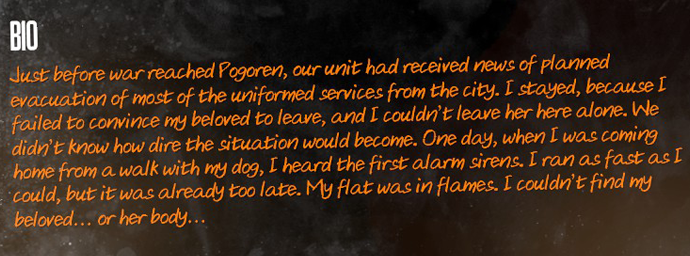 BIO
Just before war reached Pogoren, our unit had received news of planned
evacuation of most of the uniformed services from the city. I stayed, because I
failed to convince my beloved to leave, and I couldn't leave her here alone. We
didn't know how dire the situation would become. One day, when I was coming
home from a walk with my dog, I heard the first alarm sirens. I ran as fast as I
could, but it was already too late. My flat was in flames. I couldn't find my
beloved... or her body...